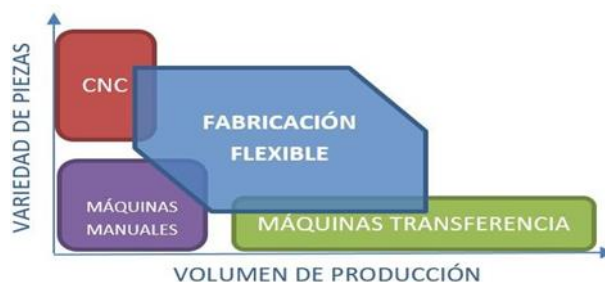 VARIEDAD DE PIEZAS
CNC
FABRICACIÓN
FLEXIBLE
MÁQUINAS
MANUALES
MÁQUINAS TRANSFERENCIA
VOLUMEN DE PRODUCCIÓN